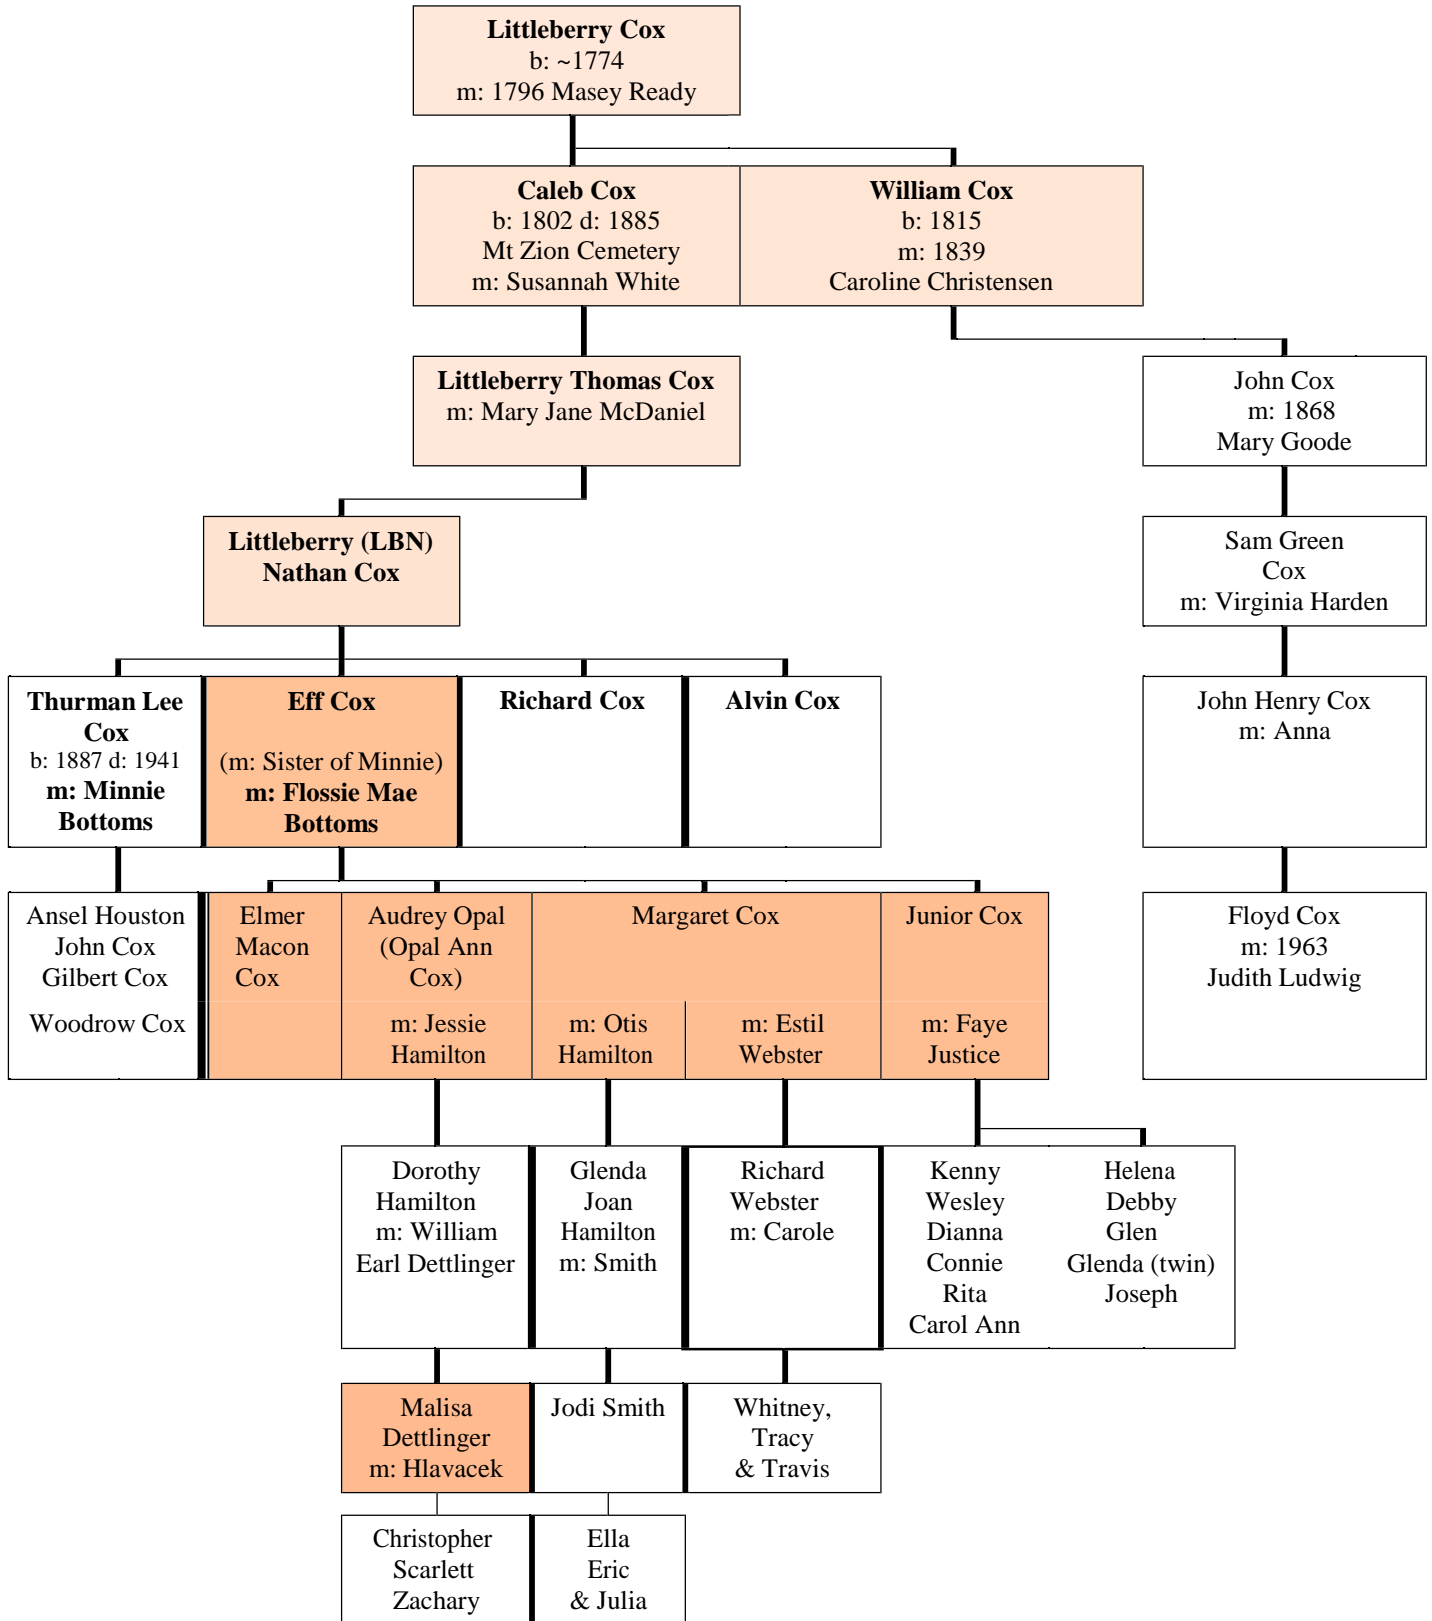 Littleberry Cox
b: ~1774
m: 1796 Masey Ready
Caleb Cox
b: 1802 d: 1885
Mt Zion Cemetery
m: Susannah White
William Cox
b: 1815
m: 1839
Caroline Christensen
Littleberry Thomas Cox
m: Mary Jane McDaniel
John Cox
m: 1868
Mary Goode
Littleberry (LBN)
Nathan Cox
Sam Green
Cox
m: Virginia Harden
Thurman Lee
Cox
b: 1887 d: 1941
m: Minnie
Bottoms
Eff Cox
(m: Sister of Minnie)
m: Flossie Mae
Bottoms
Richard Cox
Alvin Cox
John Henry Cox
m: Anna
Ansel Houston
John Cox
Gilbert Cox
Woodrow Cox
Elmer
Macon
Cox
Audrey Opal
(Opal Ann
Cox)
m: Jessie
Hamilton
Margaret Cox
m: Otis
Hamilton
m: Estil
Webster
Junior Cox
m: Faye
Justice
Floyd Cox
m: 1963
Judith Ludwig
Dorothy
Hamilton
m: William
Earl Dettlinger
Glenda
Joan
Hamilton
m: Smith
Richard
Webster
m: Carole
Kenny
Wesley
Dianna
Connie
Rita
Carol Ann
Helena
Debby
Glen
Glenda (twin)
Joseph
Malisa
Dettlinger
m: Hlavacek
Jodi Smith
Whitney,
Tracy
& Travis
Christopher
Scarlett
Zachary
Ella
Eric
& Julia